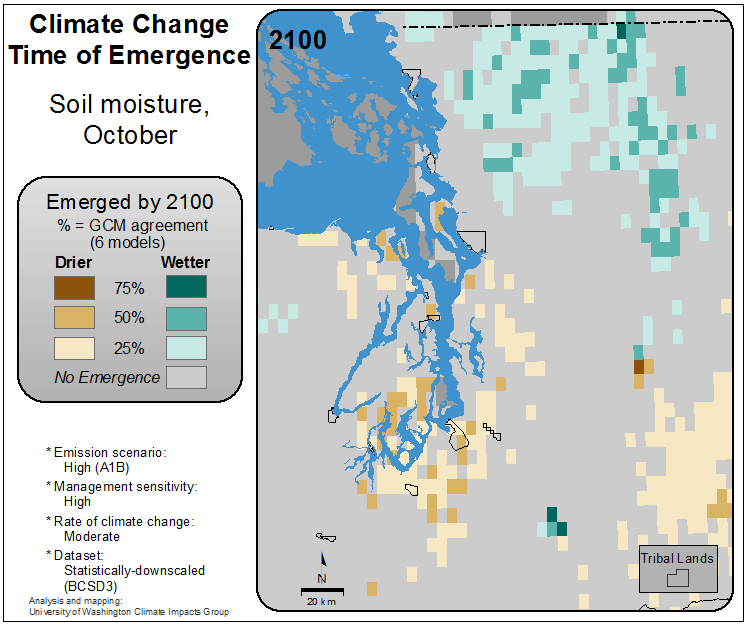 Climate Change
Time of Emergence
Soil moisture,
October
Emerged by 2100
% = GCM agreement
(6 models)
Drier Wetter
75%
50%
25%
No Emergence
* Emission scenario:
High (A1B)
* Management sensitivity:
High
* Rate of climate change:
Moderate
* Dataset:
Statistically-downscaled
(BCSD3)
Analysis and mapping:
University of Washington Climate Impacts Group
2100
N
20 km
Tribal Lands